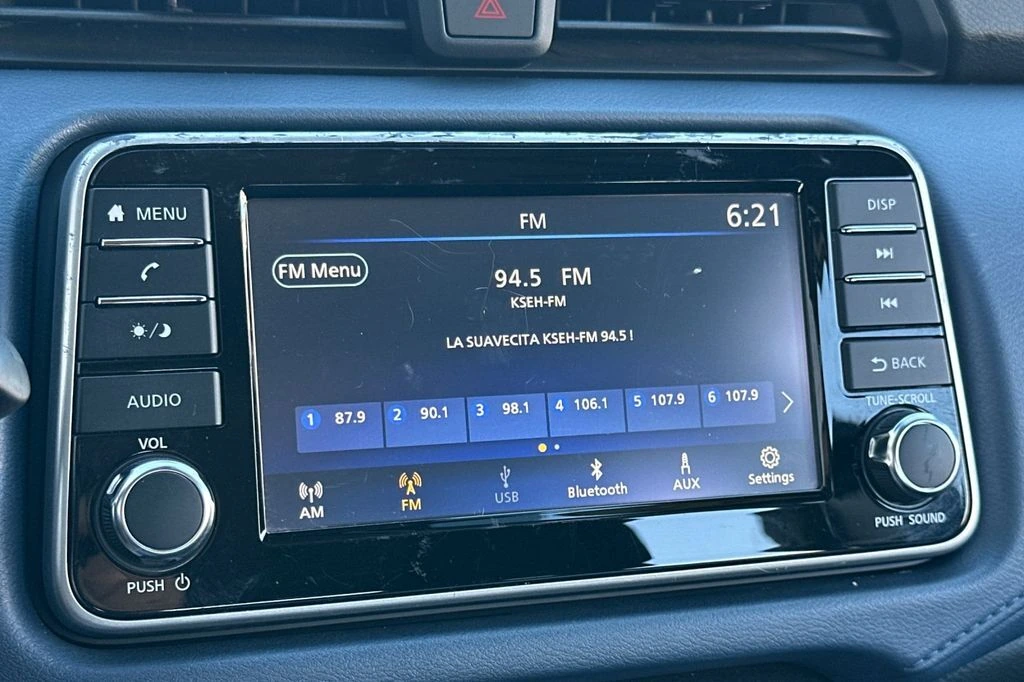 MENU
AUDIO
VOL
PUSH
FM
6:21
FM Menu
94.5 FM
KSEH-FM
LA SUAVECITA KSEH-FM 94.5 !
1 87.9 2 90.1 3 98.1 4 106.1 5 107.9 6 107.9
AM FM USB Bluetooth AUX Settings
DISP
BACK
TUNE-SCROLL
PUSH SOUND